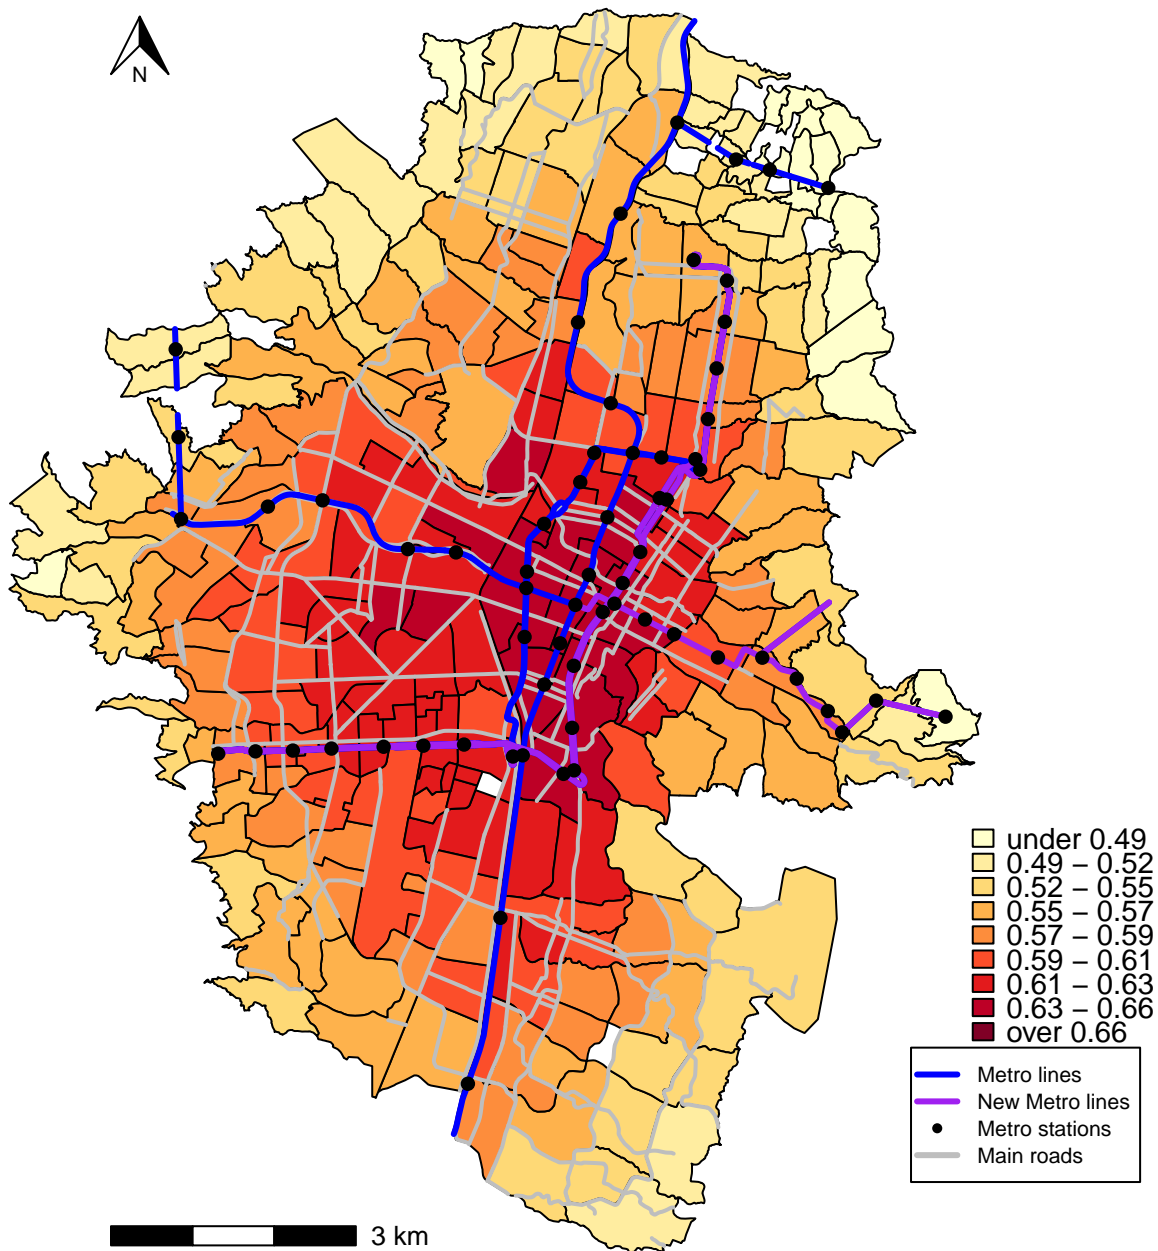 N
under 0.49
0.49 – 0.52
0.52 – 0.55
0.55 – 0.57
0.57 – 0.59
0.59 – 0.61
0.61 – 0.63
0.63 – 0.66
over 0.66
Metro lines
New Metro lines
Metro stations
Main roads
3 km